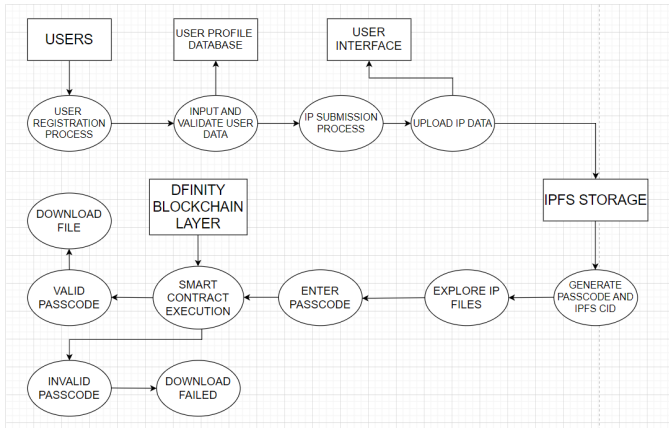 USERS
USER PROFILE
DATABASE
USER
INTERFACE
USER
REGISTRATION
PROCESS
INPUT AND
VALIDATE USER
DATA
IP SUBMISSION
PROCESS
UPLOAD IP DATA
DOWNLOAD
FILE
DFINITY
BLOCKCHAIN
LAYER
IPFS STORAGE
VALID
PASSCODE
SMART
CONTRACT
EXECUTION
ENTER
PASSCODE
EXPLORE IP
FILES
GENERATE
PASSCODE AND
IPFS CID
INVALID
PASSCODE
DOWNLOAD
FAILED